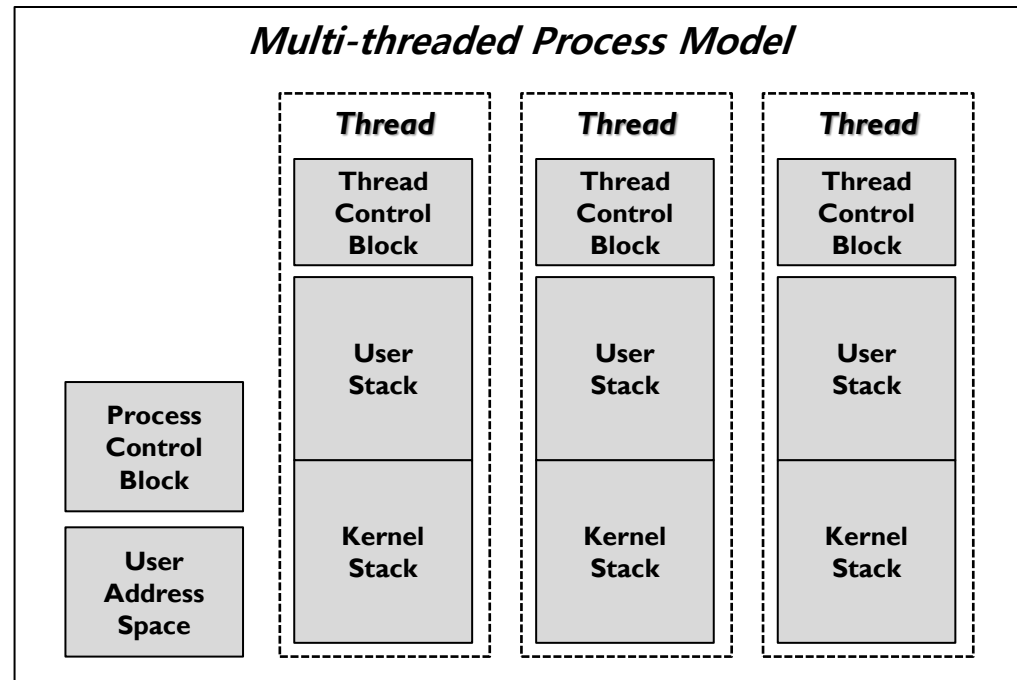 Multi-threaded Process Model
Thread
Thread
Control
Block
User
Stack
Kernel
Stack
Thread
Thread
Control
Block
User
Stack
Kernel
Stack
Thread
Thread
Control
Block
User
Stack
Kernel
Stack
Process
Control
Block
User
Address
Space